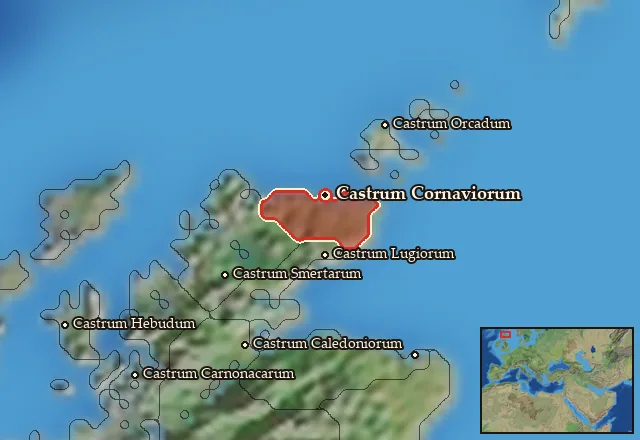 Castrum Orcadum
Castrum Cornaviorum
Castrum Lugiorum
Castrum Smertarum
Castrum Hebudum
Castrum Caledoniorum
Castrum Carnonacarum